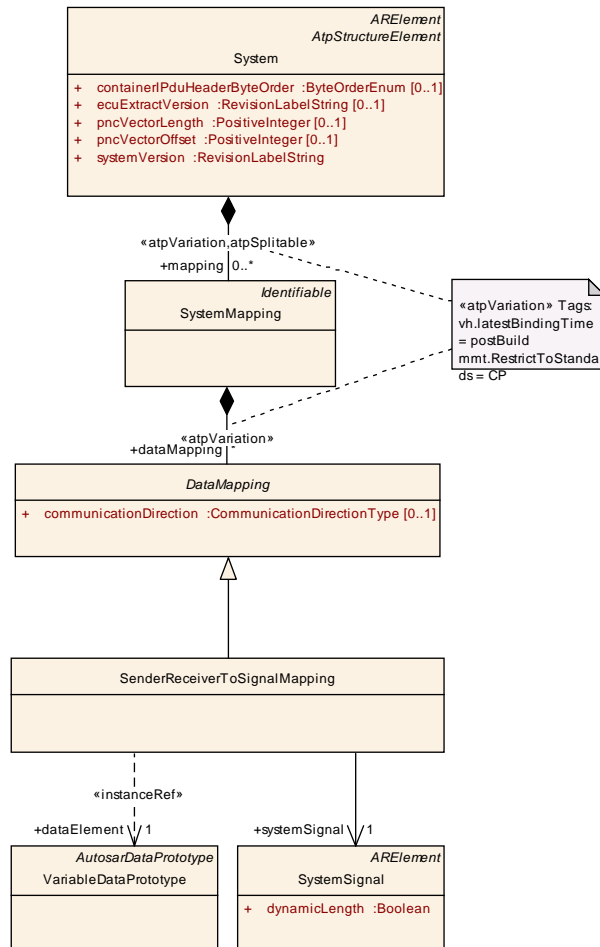 ARElement
AtpStructureElement
System
+ containerIPduHeaderByteOrder :ByteOrderEnum [0..1]
+ ecuExtractVersion :RevisionLabelString [0..1]
+ pncVectorLength :PositiveInteger [0..1]
+ pncVectorOffset :PositiveInteger [0..1]
+ systemVersion :RevisionLabelString
«atpVariation,atpSplitable»
+mapping 0..*
Identifiable
SystemMapping
«atpVariation» Tags:
vh.latestBindingTime
= postBuild
mmt.RestrictToStanda
ds = CP
«atpVariation»
+dataMapping
DataMapping
+ communicationDirection :CommunicationDirectionType [0..1]
SenderReceiverToSignalMapping
«instanceRef»
+dataElement 1
+systemSignal 1
AutosarDataPrototype
VariableDataPrototype
ARElement
SystemSignal
+ dynamicLength :Boolean